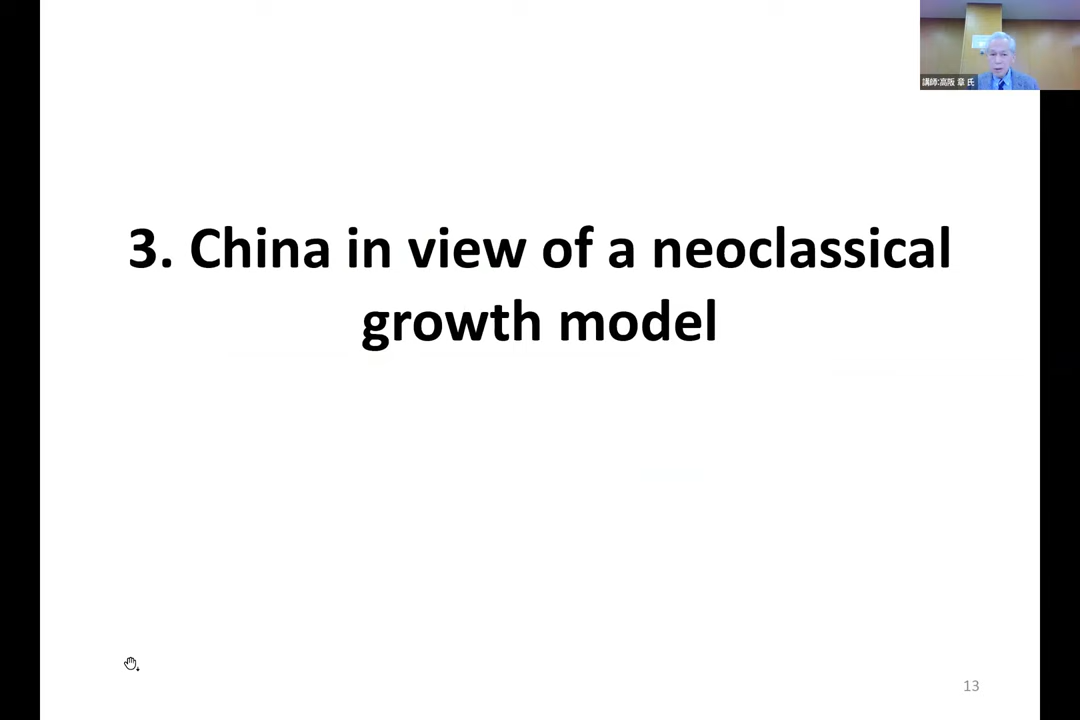 講師:高阪 章 氏
3. China in view of a neoclassical
growth model
13